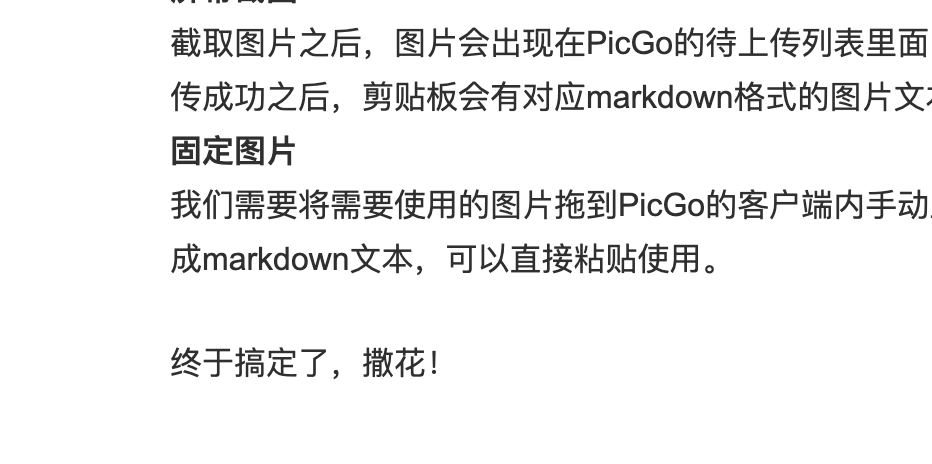 屏幕截图
截取图片之后，图片会出现在PicGo的待上传列表里面
传成功之后，剪贴板会有对应markdown格式的图片文本
固定图片
我们需要将需要使用的图片拖到PicGo的客户端内手动
成markdown文本，可以直接粘贴使用。
终于搞定了，撒花！